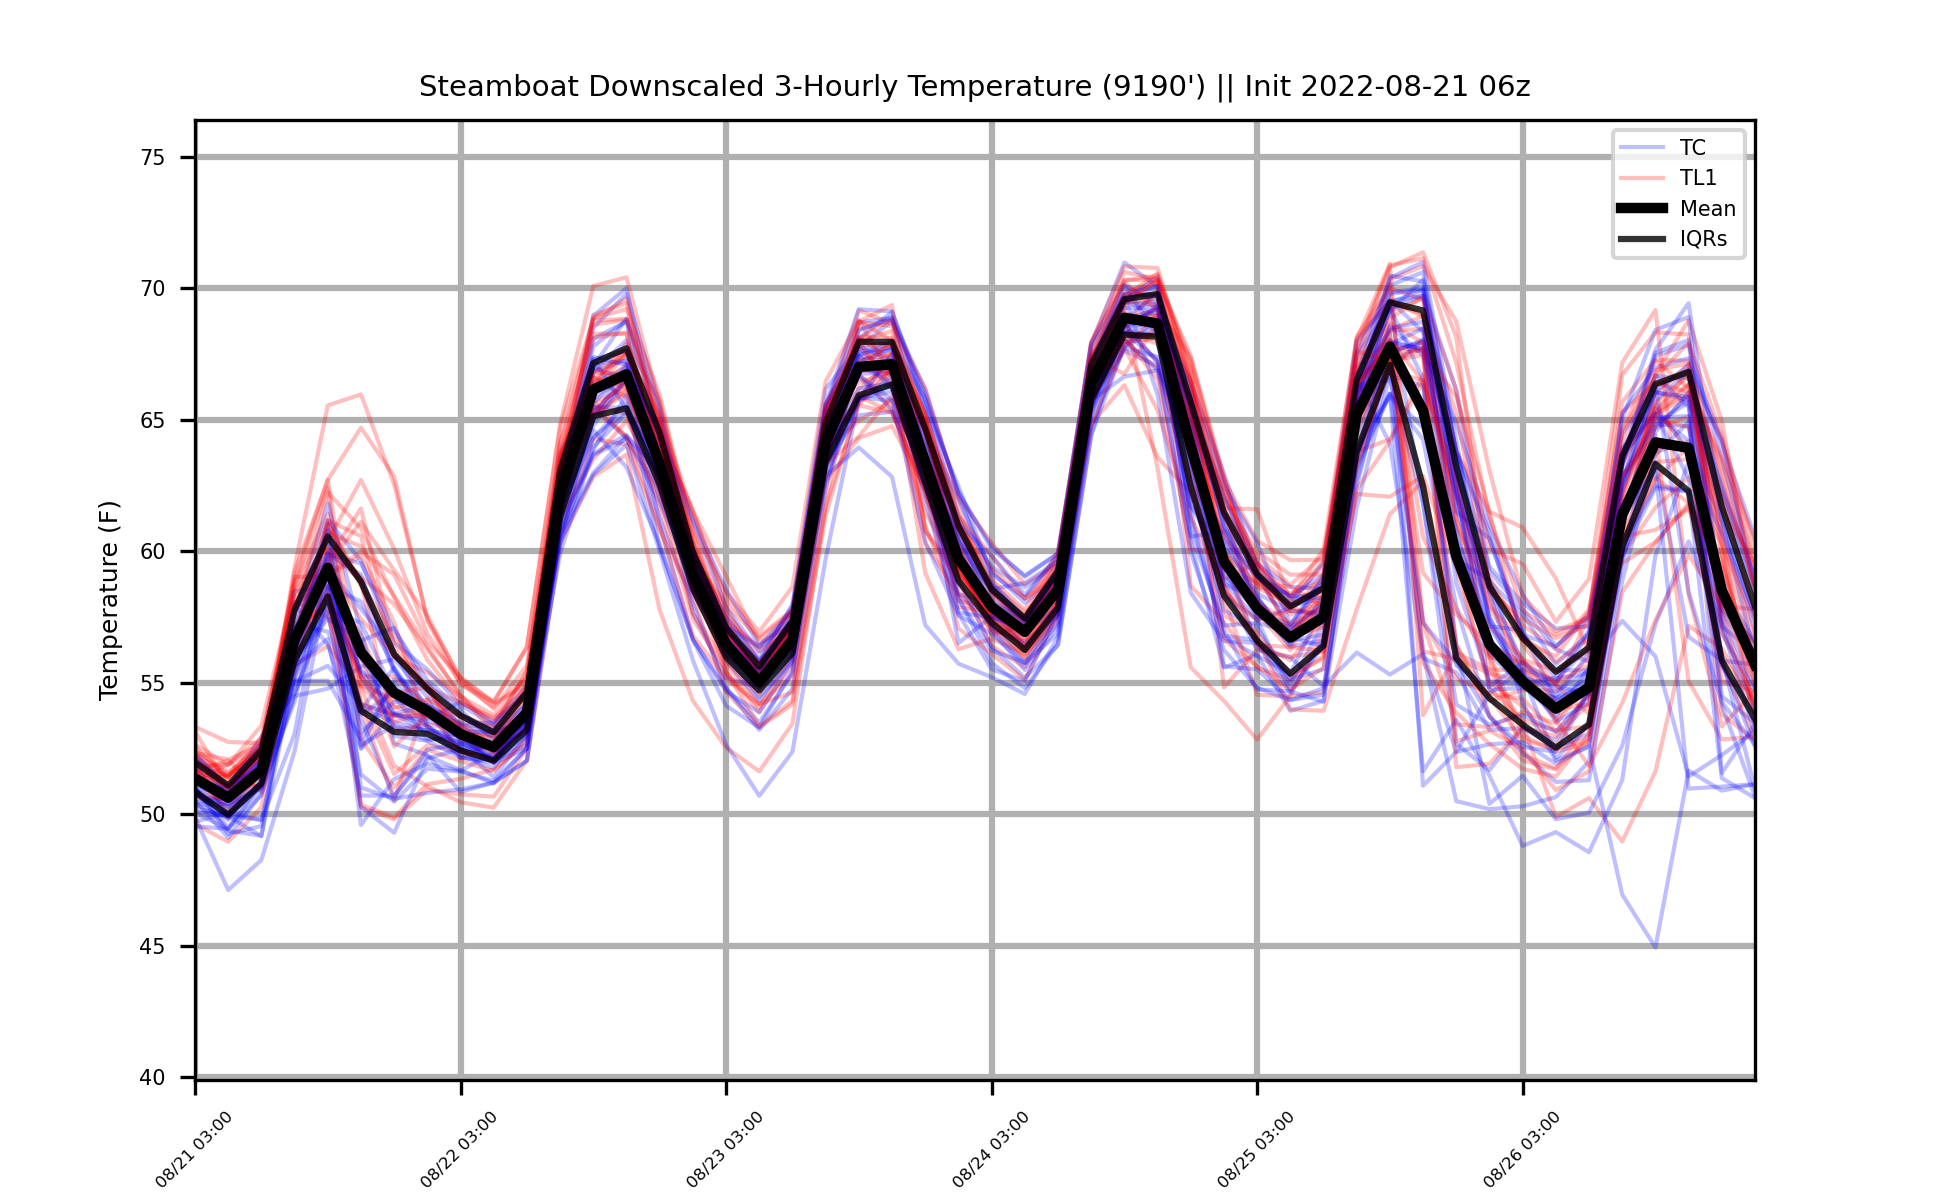 Steamboat Downscaled 3-Hourly Temperature (9190') || Init 2022-08-21 06z
TC
TL1
Mean
IQRs
Temperature (F)
75
70
65
60
55
50
45
40
08/21 03:00
08/22 03:00
08/23 03:00
08/24 03:00
08/25 03:00
08/26 03:00